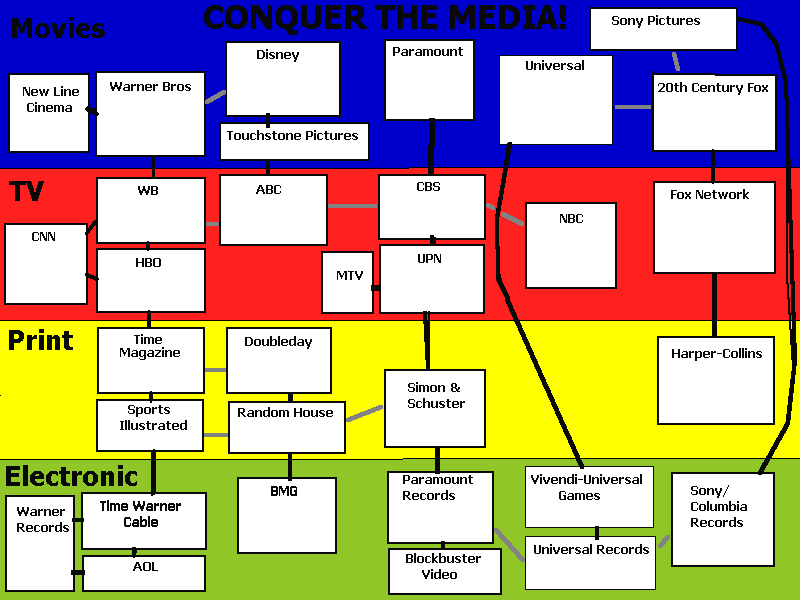 CONQUER THE MEDIA!
Movies
Sony Pictures
Disney
Paramount
Universal
New Line
Cinema
Warner Bros
20th Century Fox
Touchstone Pictures
TV
WB
ABC
CBS
Fox Network
NBC
CNN
HBO
MTV
UPN
Print
Time
Magazine
Doubleday
Harper-Collins
Simon &
Schuster
Sports
Illustrated
Random House
Electronic
Warner
Records
Time Warner
Cable
BMG
Paramount
Records
Vivendi-Universal
Games
Sony/
Columbia
Records
AOL
Blockbuster
Video
Universal Records